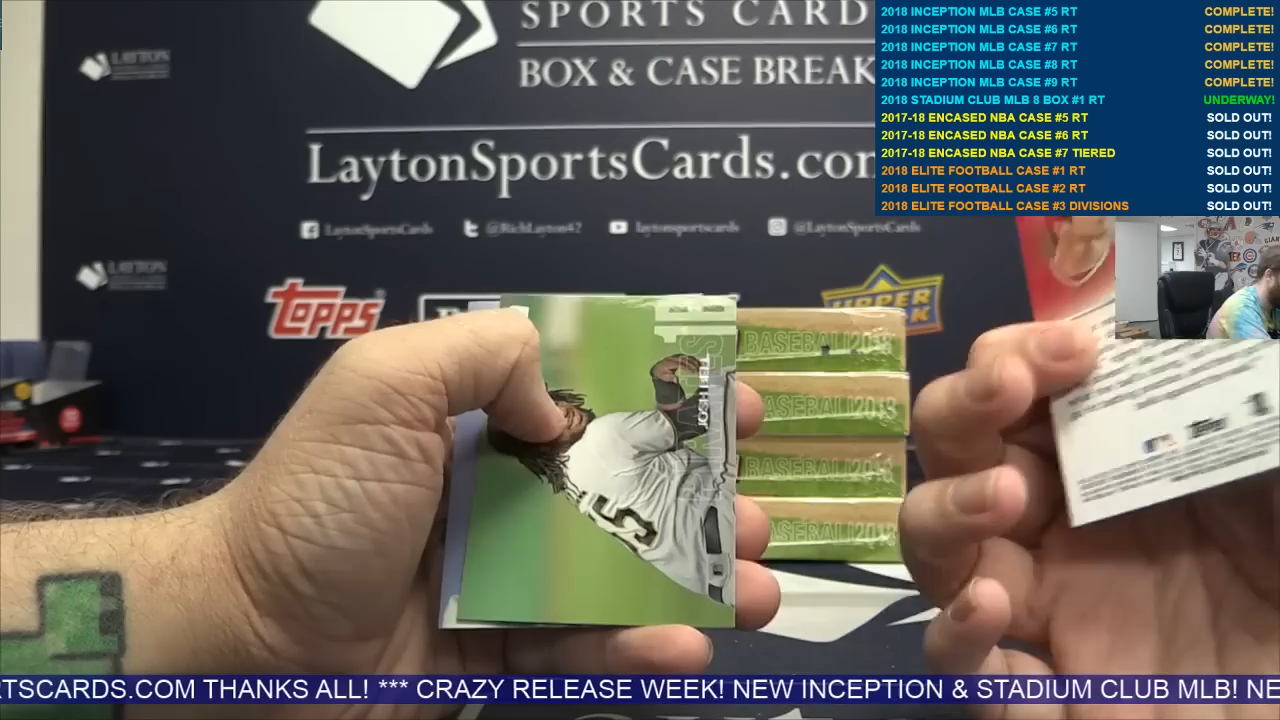 SPORTS CARD
BOX & CASE BREAK
LaytonSportsCards.com
LAYTON
LaytonSportsCards
@RichLayton47
laytonsportscards
@LaytonSportsCards
LAYTON
TOPPS
UPPER
BASEBALL 2018
BASEBALL 2018
BASEBALL 2018
BASEBALL 2018
JOSH BELL
55
topps
2018 INCEPTION MLB CASE #5 RT COMPLETE!
2018 INCEPTION MLB CASE #6 RT COMPLETE!
2018 INCEPTION MLB CASE #7 RT COMPLETE!
2018 INCEPTION MLB CASE #8 RT COMPLETE!
2018 INCEPTION MLB CASE #9 RT COMPLETE!
2018 STADIUM CLUB MLB 8 BOX #1 RT UNDERWAY!
2017-18 ENCASED NBA CASE #5 RT SOLD OUT!
2017-18 ENCASED NBA CASE #6 RT SOLD OUT!
2017-18 ENCASED NBA CASE #7 TIERED SOLD OUT!
2018 ELITE FOOTBALL CASE #1 RT SOLD OUT!
2018 ELITE FOOTBALL CASE #2 RT SOLD OUT!
2018 ELITE FOOTBALL CASE #3 DIVISIONS SOLD OUT!
RTSCARDS.COM THANKS ALL! *** CRAZY RELEASE WEEK! NEW INCEPTION & STADIUM CLUB MLB! NE